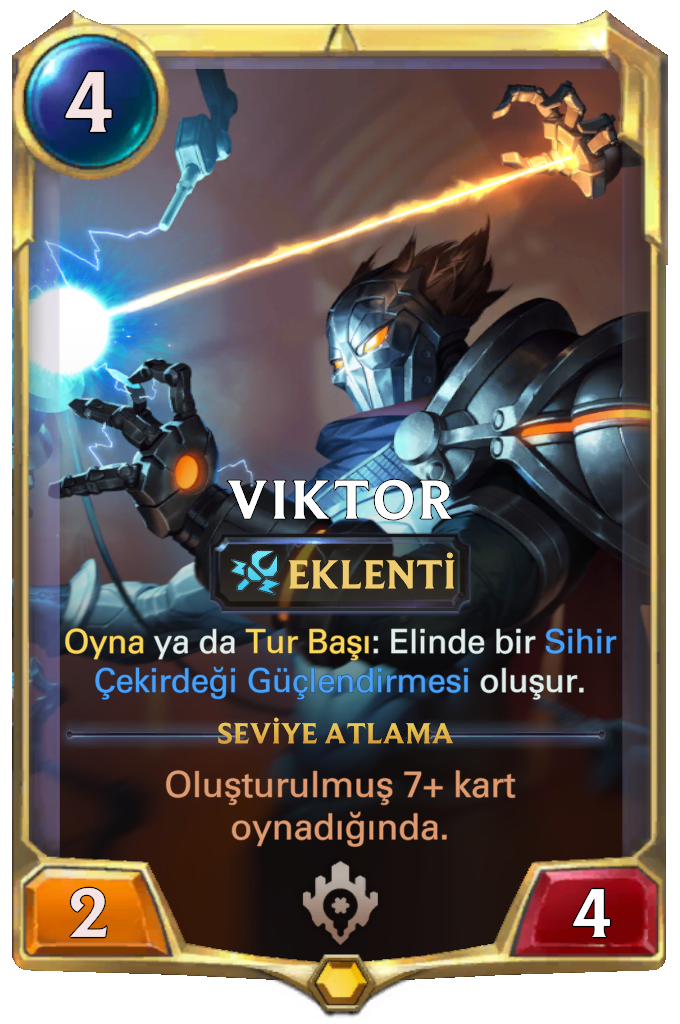 4
VIKTOR
EKLENTİ
Oyna ya da Tur Başı: Elinde bir Sihir
Çekirdeği Güçlendirmesi oluşur.
SEVİYE ATLAMA
Oluşturulmuş 7+ kart
oynadığında.
2
4